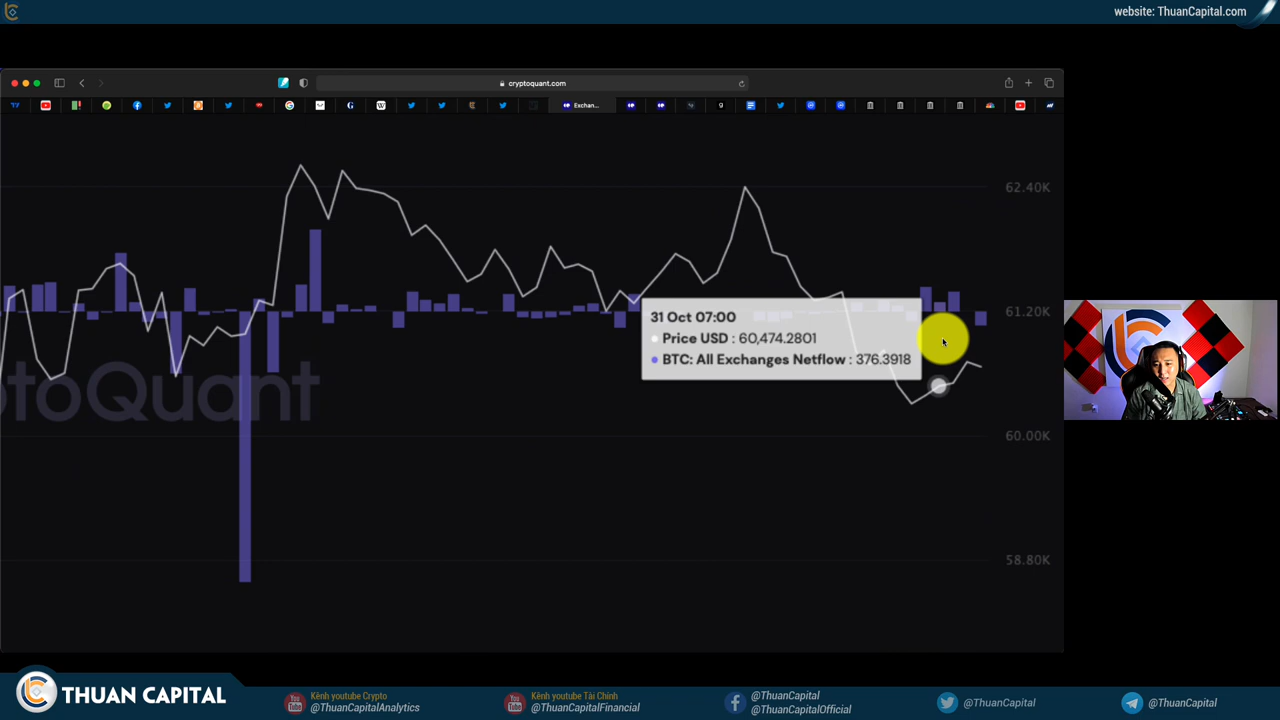 website: ThuanCapital.com
cryptoquant.com
Exchan...
62.40K
61.20K
60.00K
58.80K
31 Oct 07:00
Price USD : 60,474.2801
BTC: All Exchanges Netflow : 376.3918
ptoQuant
THUAN CAPITAL
Kênh youtube Crypto
@ThuanCapitalAnalytics
Kênh youtube Tài Chính
@ThuanCapitalFinancial
@ThuanCapital
@ThuanCapitalOfficial
@ThuanCapital
@ThuanCapital